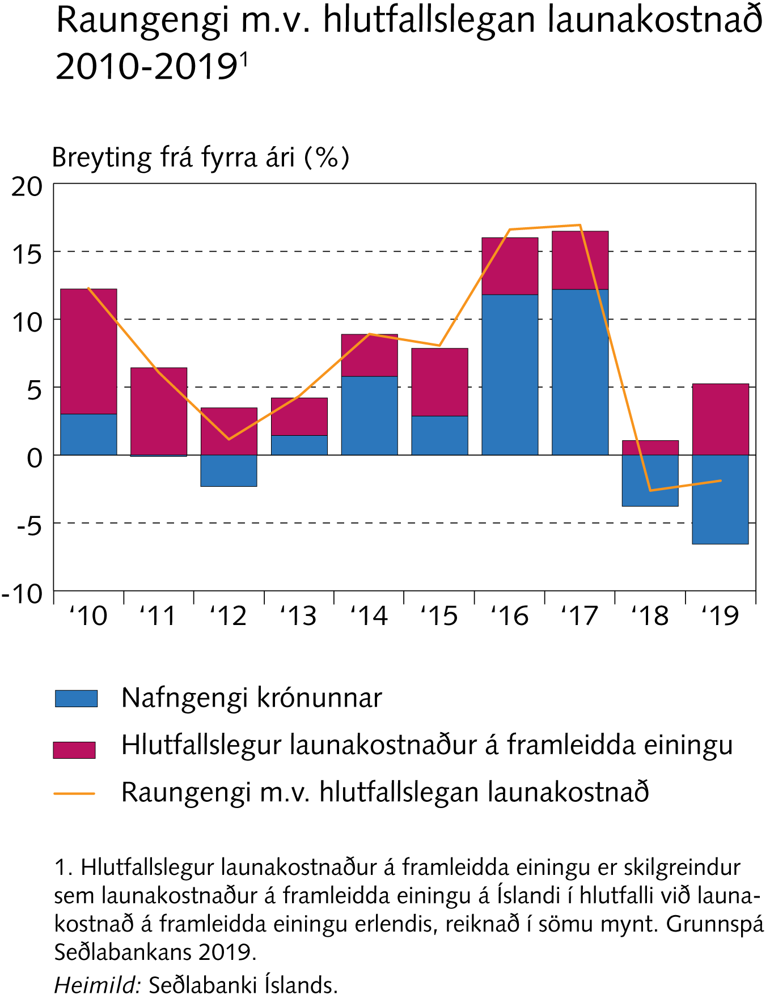 Raungengi m.v. hlutfallslegan launakostnað
2010-2019¹
Breyting frá fyrra ári (%)
20
15
10
5
0
-5
-10
‘10 ‘11 ‘12 ‘13 ‘14 ‘15 ‘16 ‘17 ‘18 ‘19
Nafngengi krónunnar
Hlutfallslegur launakostnaður á framleidda einingu
Raungengi m.v. hlutfallslegan launakostnað
1. Hlutfallslegur launakostnaður á framleidda einingu er skilgreindur
sem launakostnaður á framleidda einingu á Íslandi í hlutfalli við launa-
kostnað á framleidda einingu erlendis, reiknað í sömu mynt. Grunnspá
Seðlabankans 2019.
Heimild: Seðlabanki Íslands.